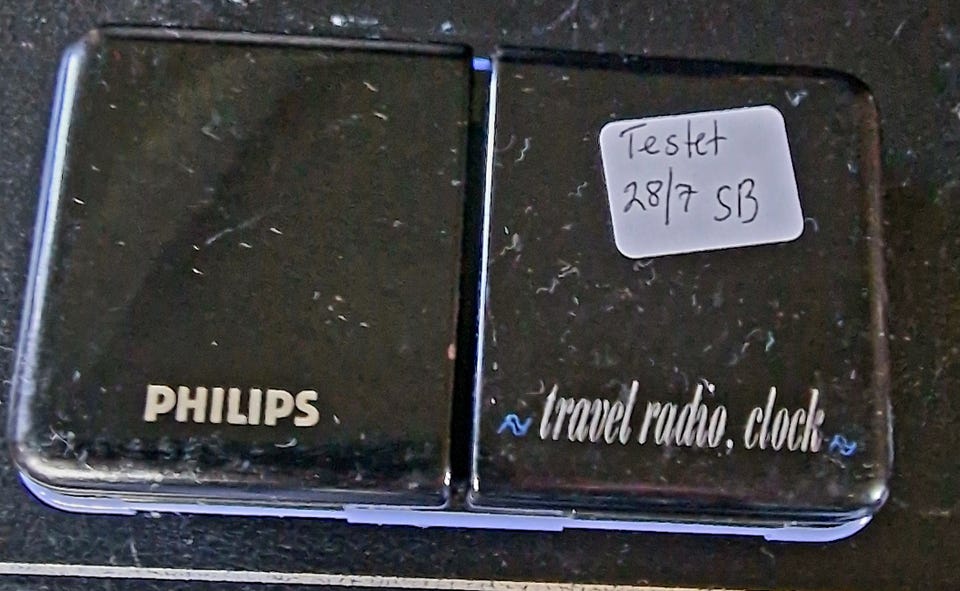 Testet
28/7 SB
PHILIPS
travel radio, clock